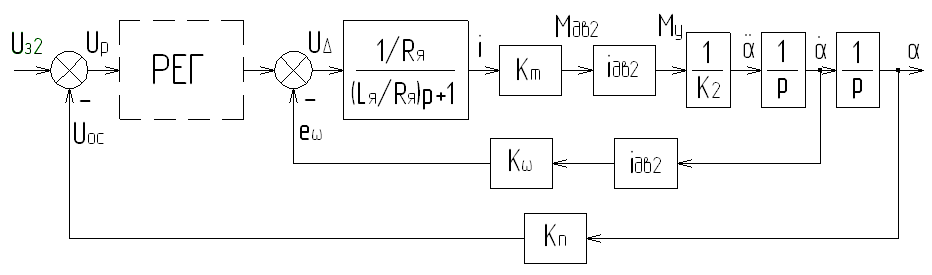 Uз2
Uр
РЕГ
UΔ
1/Rя
(Lя/Rя)p+1
i
Km
Mдв2
iдв2
Mу
1
K2
α̈
1
p
α̇
1
p
α
−
Uос
−
eω
Kω
iдв2
Kп